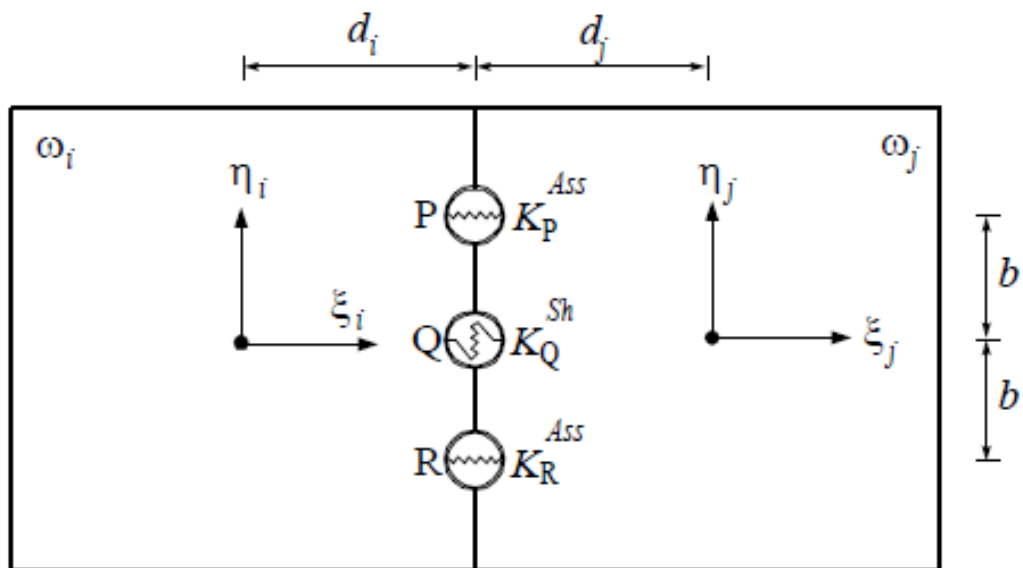 d_i d_j
ω_i ω_j
η_i η_j
P K_P^Ass
b
ξ_i Q K_Q^Sh ξ_j
b
R K_R^Ass